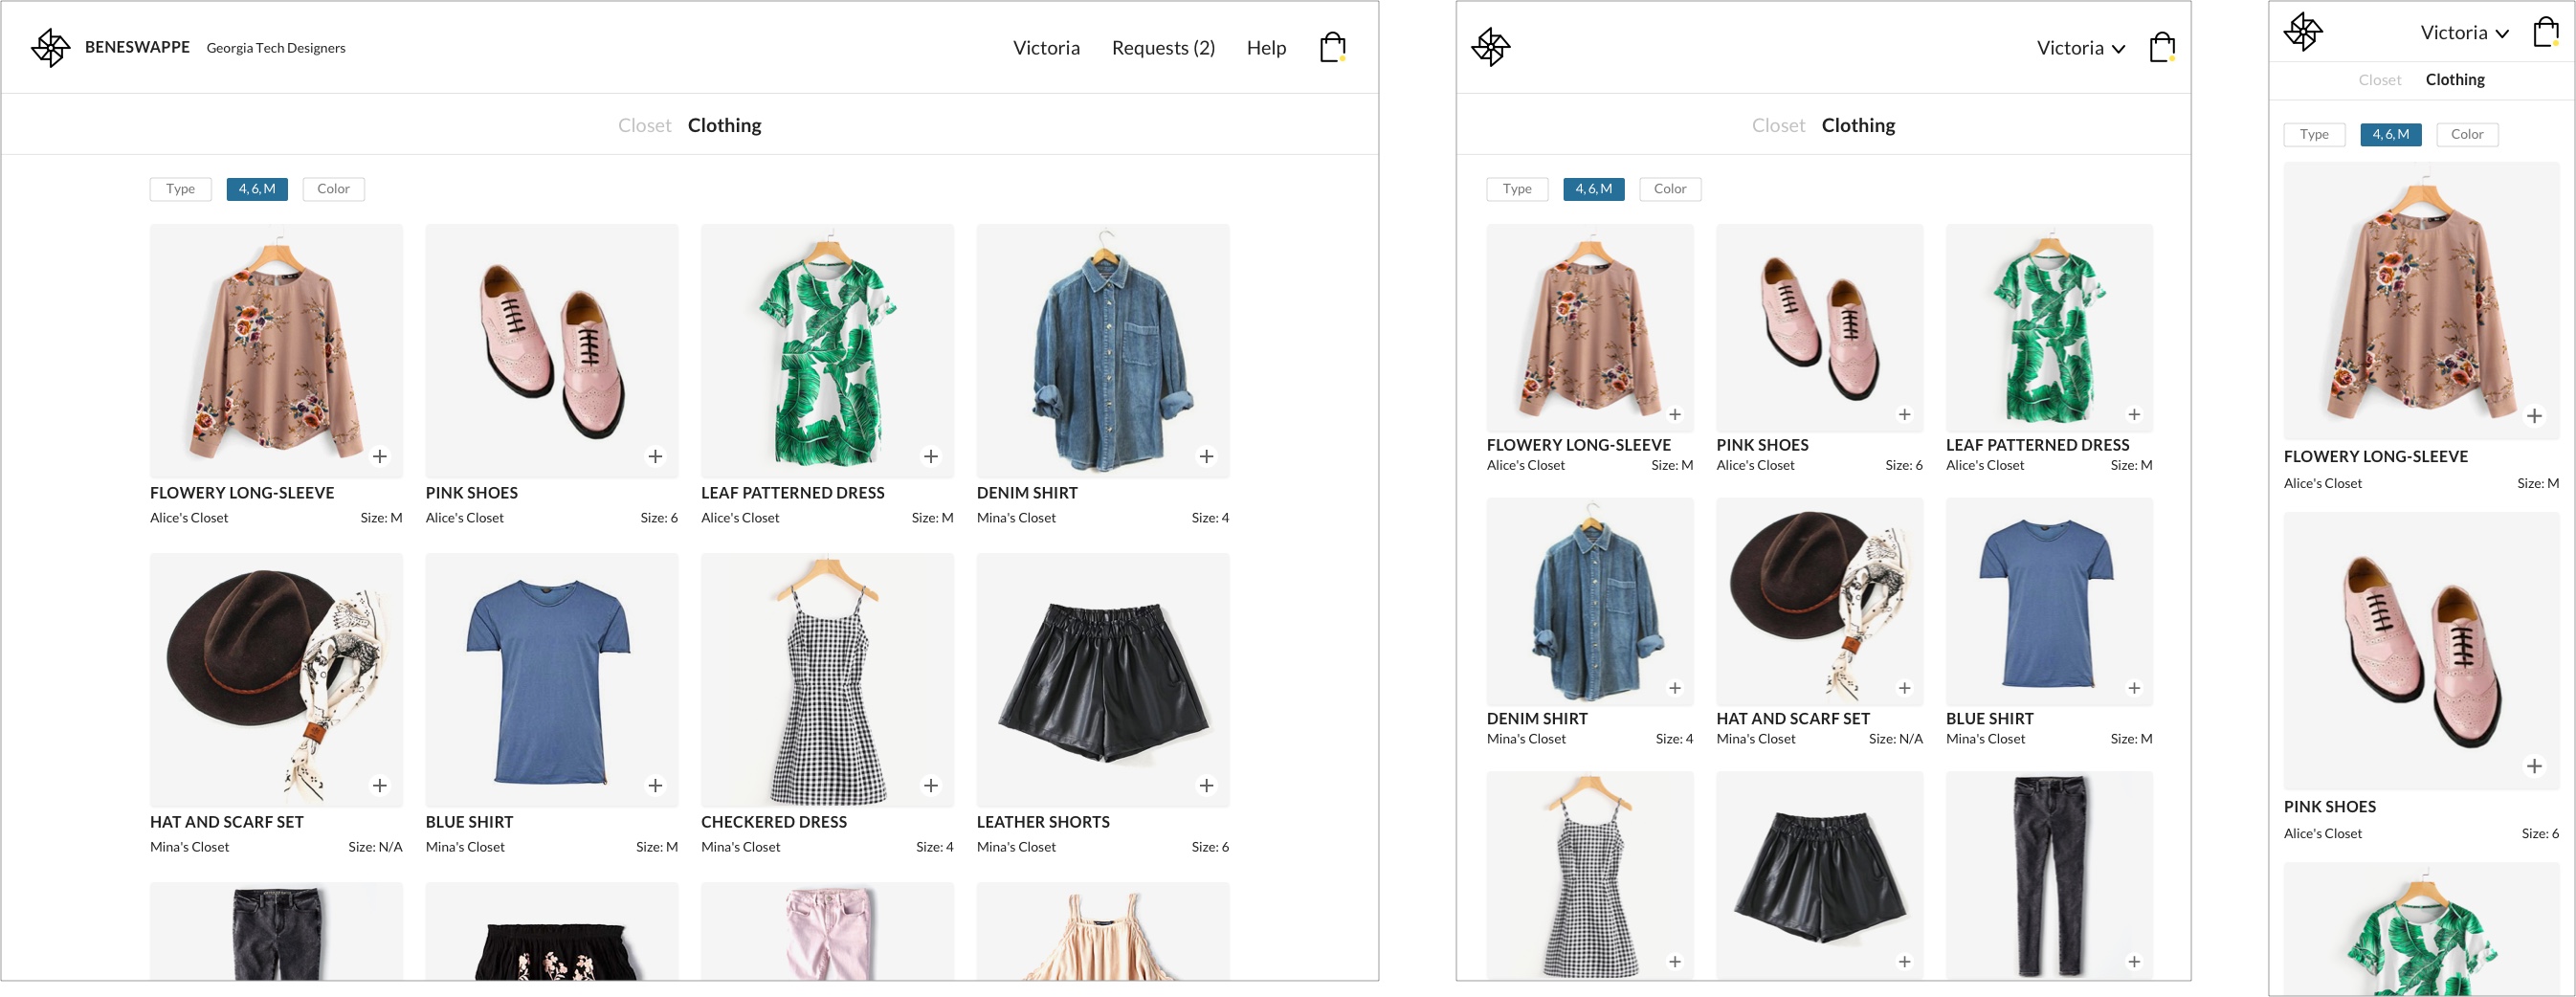 BENESWAPPE Georgia Tech Designers Victoria Requests (2) Help
Closet Clothing
Type 4, 6, M Color
FLOWERY LONG-SLEEVE PINK SHOES LEAF PATTERNED DRESS DENIM SHIRT
Alice's Closet Size: M Alice's Closet Size: 6 Alice's Closet Size: M Mina's Closet Size: 4
HAT AND SCARF SET BLUE SHIRT CHECKERED DRESS LEATHER SHORTS
Mina's Closet Size: N/A Mina's Closet Size: M Mina's Closet Size: 4 Mina's Closet Size: 6
Victoria
Closet Clothing
Type 4, 6, M Color
FLOWERY LONG-SLEEVE PINK SHOES LEAF PATTERNED DRESS
Alice's Closet Size: M Alice's Closet Size: 6 Alice's Closet Size: M
DENIM SHIRT HAT AND SCARF SET BLUE SHIRT
Mina's Closet Size: 4 Mina's Closet Size: N/A Mina's Closet Size: M
Victoria
Closet Clothing
Type 4, 6, M Color
FLOWERY LONG-SLEEVE
Alice's Closet Size: M
PINK SHOES
Alice's Closet Size: 6